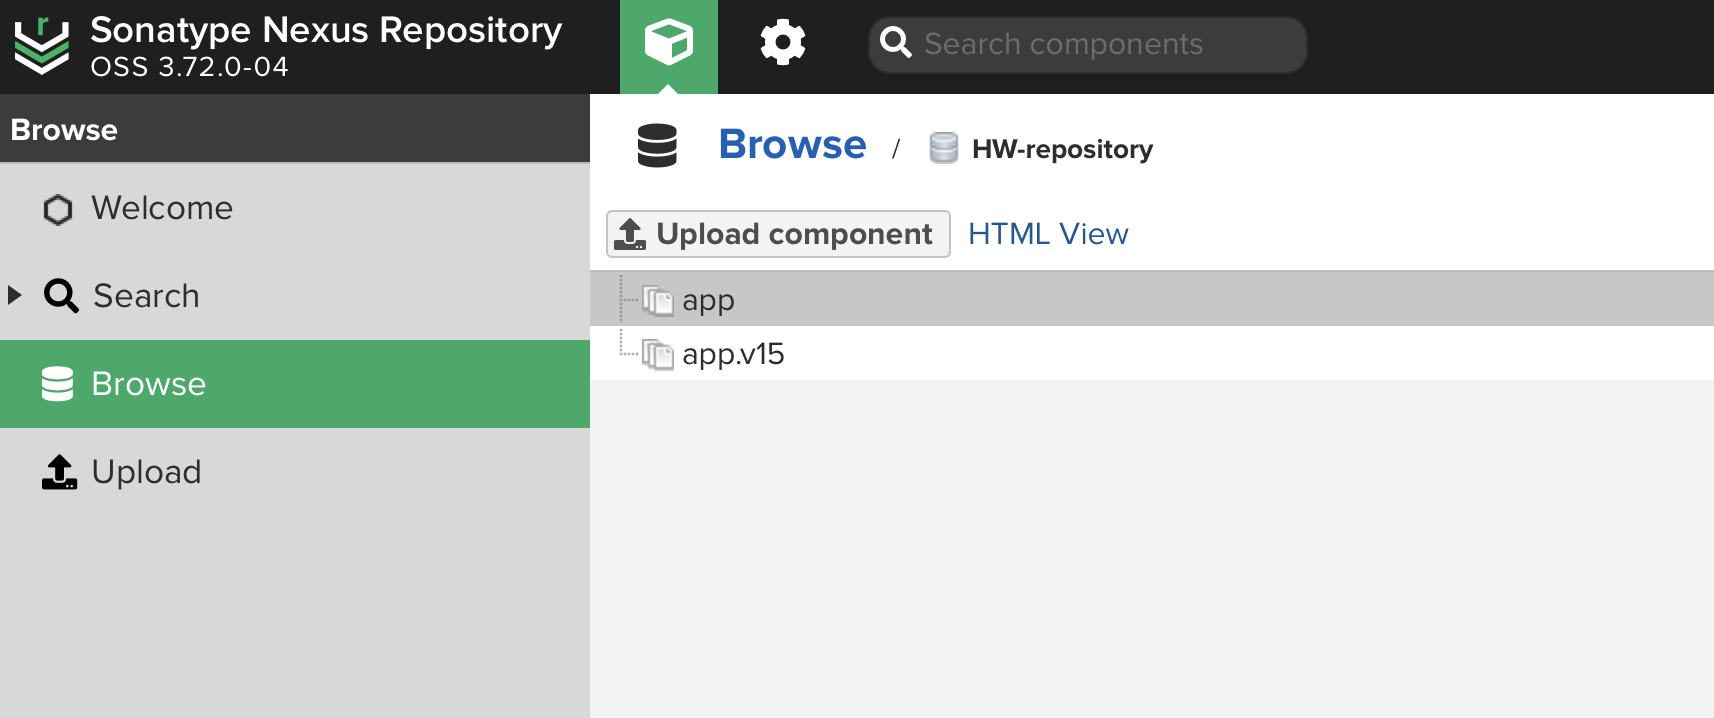 Sonatype Nexus Repository
OSS 3.72.0-04
Search components
Browse
Welcome
Search
Browse
Upload
Browse / HW-repository
Upload component HTML View
app
app.v15